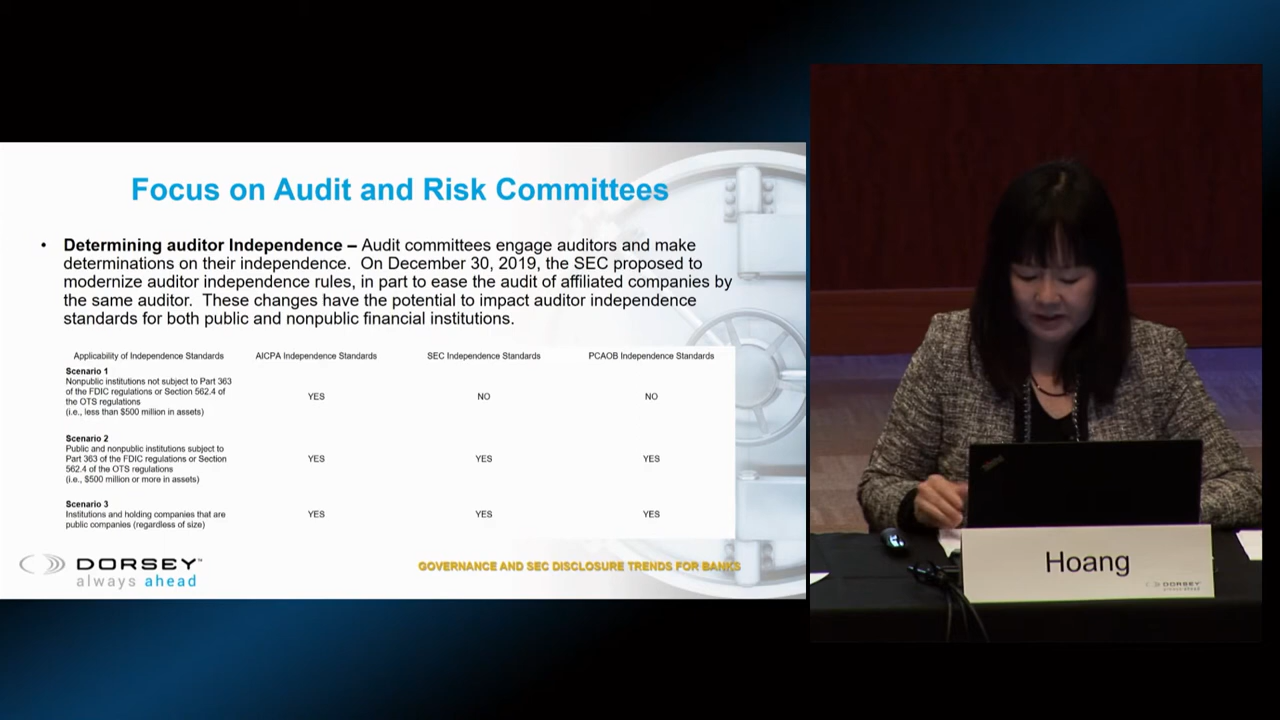 Focus on Audit and Risk Committees
• Determining auditor Independence – Audit committees engage auditors and make
determinations on their independence. On December 30, 2019, the SEC proposed to
modernize auditor independence rules, in part to ease the audit of affiliated companies by
the same auditor. These changes have the potential to impact auditor independence
standards for both public and nonpublic financial institutions.
Applicability of Independence Standards AICPA Independence Standards SEC Independence Standards PCAOB Independence Standards
Scenario 1
Nonpublic institutions not subject to Part 363
of the FDIC regulations or Section 562.4 of
the OTS regulations
(i.e., less than $500 million in assets)
YES NO NO
Scenario 2
Public and nonpublic institutions subject to
Part 363 of the FDIC regulations or Section
562.4 of the OTS regulations
(i.e., $500 million or more in assets)
YES YES YES
Scenario 3
Institutions and holding companies that are
public companies (regardless of size)
YES YES YES
DORSEY™
always ahead
GOVERNANCE AND SEC DISCLOSURE TRENDS FOR BANKS
ThinkPad
Hoang
DORSEY
always ahead